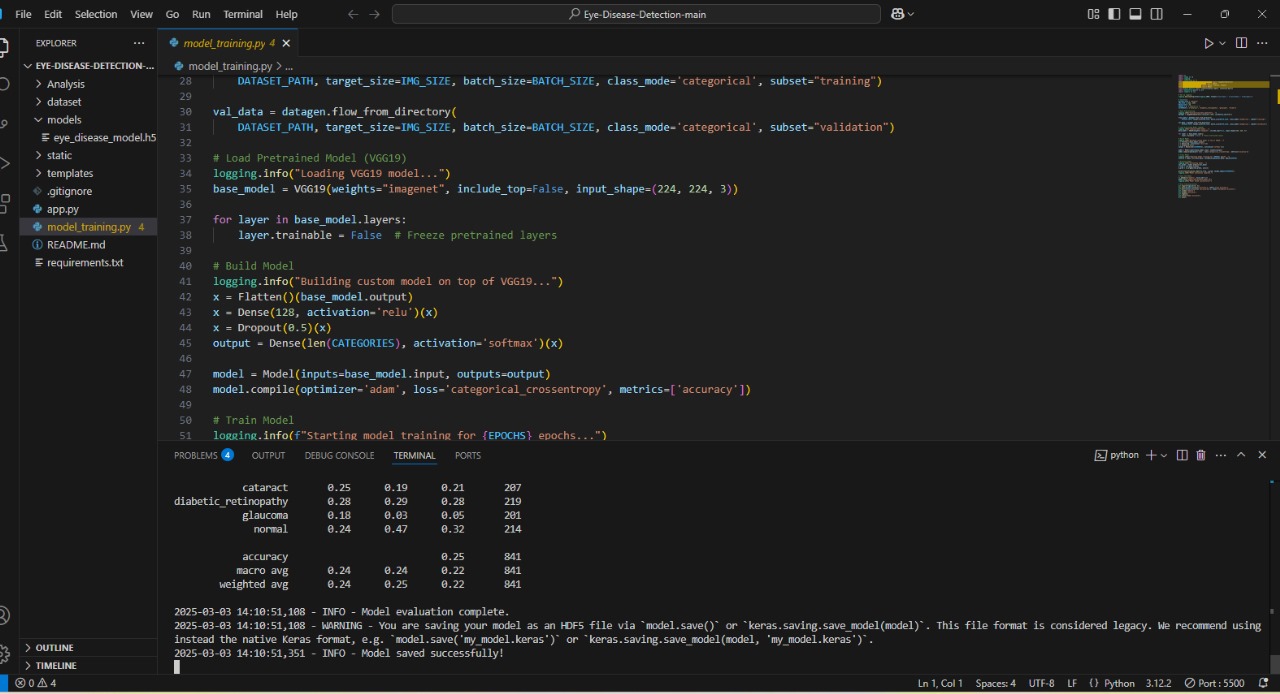 File Edit Selection View Go Run Terminal Help
Eye-Disease-Detection-main
EXPLORER
model_training.py 4
EYE-DISEASE-DETECTION-...
Analysis
dataset
models
eye_disease_model.h5
static
templates
.gitignore
app.py
model_training.py 4
README.md
requirements.txt
OUTLINE
TIMELINE
model_training.py > ...
28 DATASET_PATH, target_size=IMG_SIZE, batch_size=BATCH_SIZE, class_mode='categorical', subset="training")
29
30 val_data = datagen.flow_from_directory(
31 DATASET_PATH, target_size=IMG_SIZE, batch_size=BATCH_SIZE, class_mode='categorical', subset="validation")
32
33 # Load Pretrained Model (VGG19)
34 logging.info("Loading VGG19 model...")
35 base_model = VGG19(weights="imagenet", include_top=False, input_shape=(224, 224, 3))
36
37 for layer in base_model.layers:
38 layer.trainable = False # Freeze pretrained layers
39
40 # Build Model
41 logging.info("Building custom model on top of VGG19...")
42 x = Flatten()(base_model.output)
43 x = Dense(128, activation='relu')(x)
44 x = Dropout(0.5)(x)
45 output = Dense(len(CATEGORIES), activation='softmax')(x)
46
47 model = Model(inputs=base_model.input, outputs=output)
48 model.compile(optimizer='adam', loss='categorical_crossentropy', metrics=['accuracy'])
49
50 # Train Model
51 logging.info(f"Starting model training for {EPOCHS} epochs...")
PROBLEMS 4 OUTPUT DEBUG CONSOLE TERMINAL PORTS
python
cataract 0.25 0.19 0.21 207
diabetic_retinopathy 0.28 0.29 0.28 219
glaucoma 0.18 0.03 0.05 201
normal 0.24 0.47 0.32 214
accuracy 0.25 841
macro avg 0.24 0.24 0.22 841
weighted avg 0.24 0.25 0.22 841
2025-03-03 14:10:51,108 - INFO - Model evaluation complete.
2025-03-03 14:10:51,108 - WARNING - You are saving your model as an HDF5 file via `model.save()` or `keras.saving.save_model(model)`. This file format is considered legacy. We recommend using
instead the native Keras format, e.g. `model.save('my_model.keras')` or `keras.saving.save_model(model, 'my_model.keras')`.
2025-03-03 14:10:51,351 - INFO - Model saved successfully!
0 4
Ln 1, Col 1 Spaces: 4 UTF-8 LF {} Python 3.12.2 Port : 5500